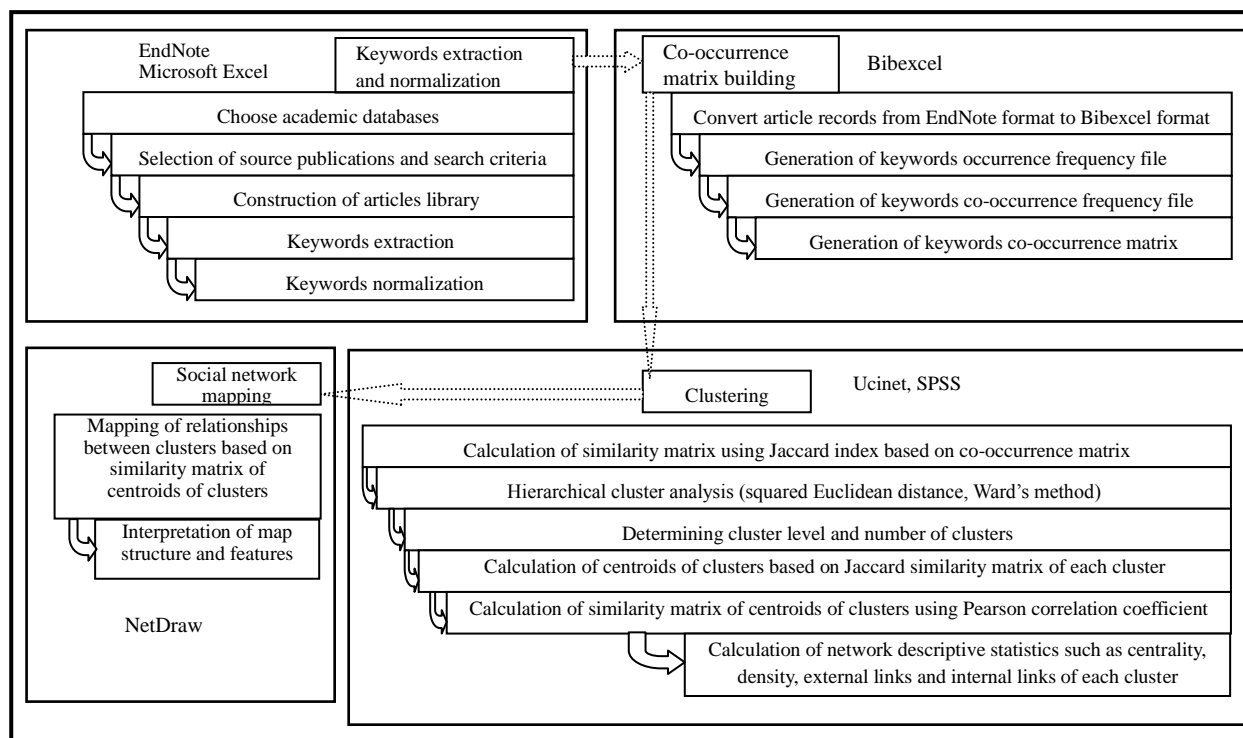 EndNote
Microsoft Excel
Keywords extraction
and normalization
Choose academic databases
Selection of source publications and search criteria
Construction of articles library
Keywords extraction
Keywords normalization
Co-occurrence
matrix building
Bibexcel
Convert article records from EndNote format to Bibexcel format
Generation of keywords occurrence frequency file
Generation of keywords co-occurrence frequency file
Generation of keywords co-occurrence matrix
Social network
mapping
Mapping of relationships
between clusters based on
similarity matrix of
centroids of clusters
Interpretation of map
structure and features
NetDraw
Clustering
Ucinet, SPSS
Calculation of similarity matrix using Jaccard index based on co-occurrence matrix
Hierarchical cluster analysis (squared Euclidean distance, Ward’s method)
Determining cluster level and number of clusters
Calculation of centroids of clusters based on Jaccard similarity matrix of each cluster
Calculation of similarity matrix of centroids of clusters using Pearson correlation coefficient
Calculation of network descriptive statistics such as centrality,
density, external links and internal links of each cluster